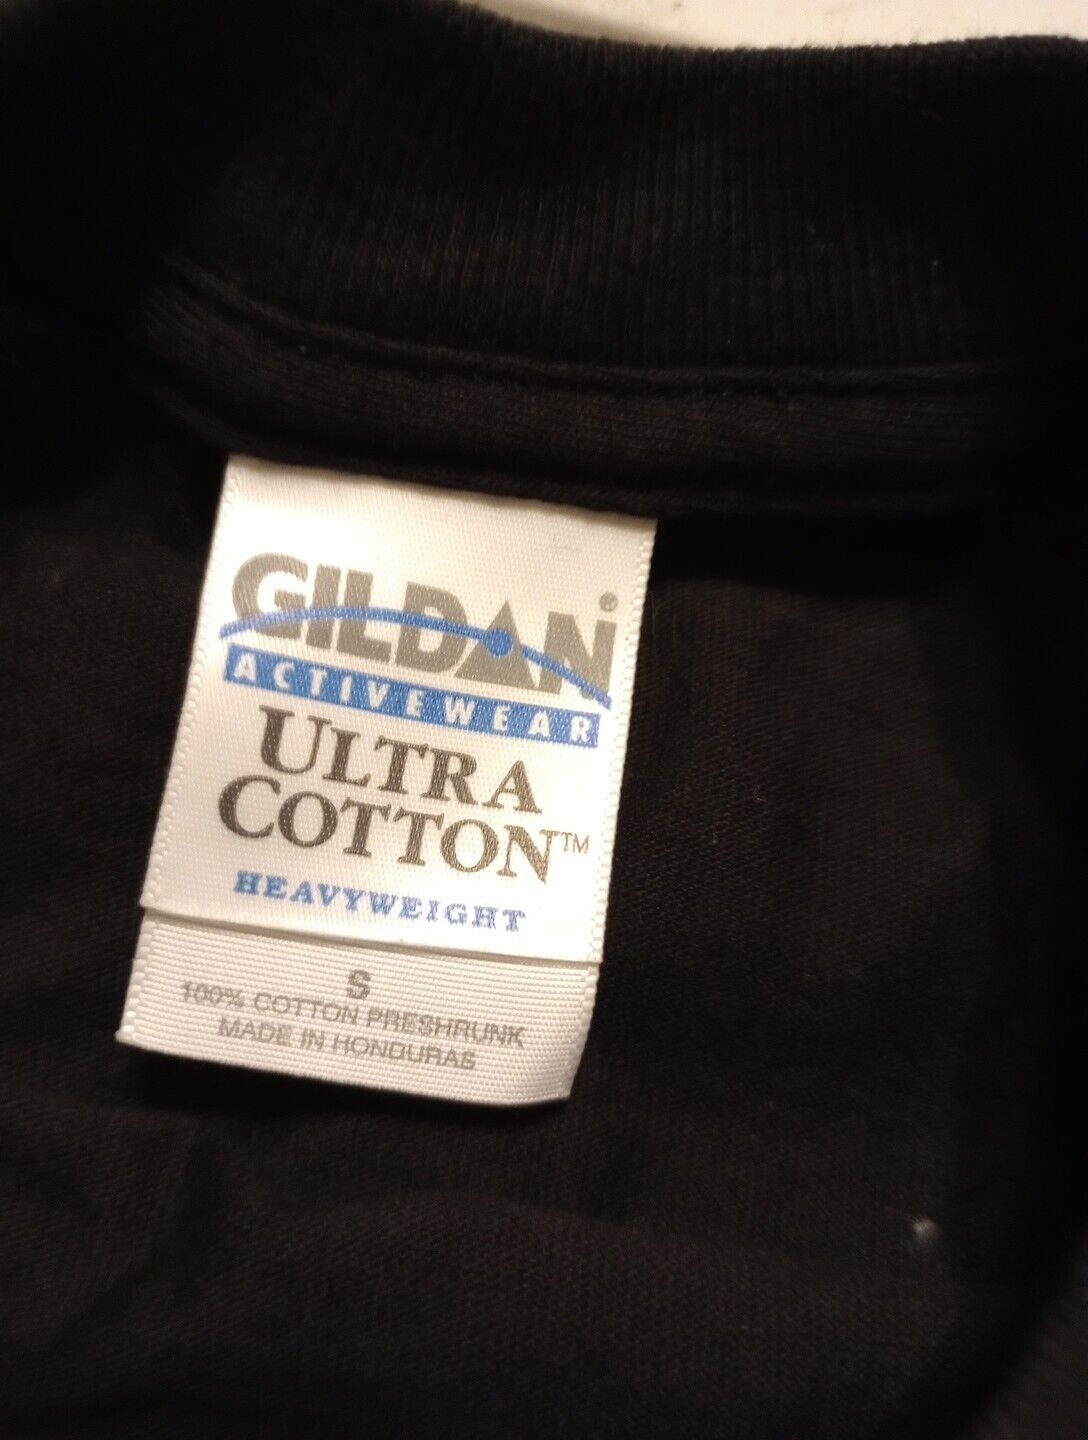 GILDAN®
ACTIVEWEAR
ULTRA
COTTON™
HEAVYWEIGHT
S
100% COTTON PRESHRUNK
MADE IN HONDURAS